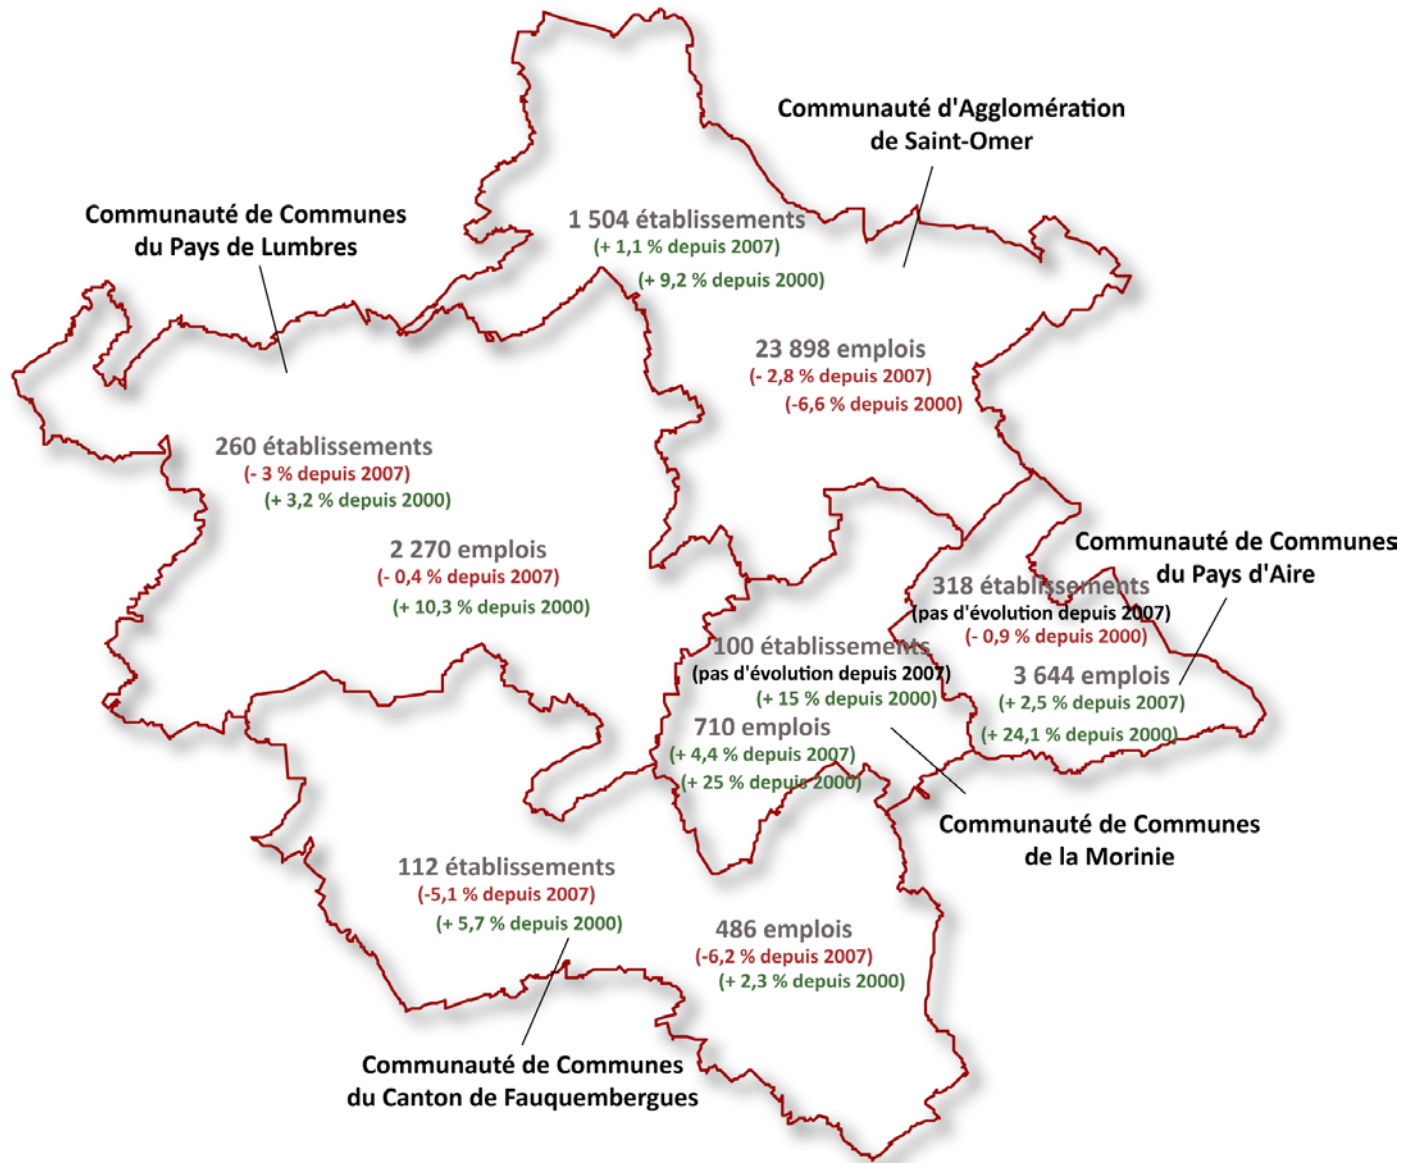 Communauté d'Agglomération
de Saint-Omer
Communauté de Communes
du Pays de Lumbres
1 504 établissements
(+ 1,1 % depuis 2007)
(+ 9,2 % depuis 2000)
23 898 emplois
(- 2,8 % depuis 2007)
(-6,6 % depuis 2000)
260 établissements
(- 3 % depuis 2007)
(+ 3,2 % depuis 2000)
2 270 emplois
(- 0,4 % depuis 2007)
(+ 10,3 % depuis 2000)
Communauté de Communes
du Pays d'Aire
318 établissements
(pas d'évolution depuis 2007)
(- 0,9 % depuis 2000)
3 644 emplois
(+ 2,5 % depuis 2007)
(+ 24,1 % depuis 2000)
100 établissements
(pas d'évolution depuis 2007)
(+ 15 % depuis 2000)
710 emplois
(+ 4,4 % depuis 2007)
(+ 25 % depuis 2000)
Communauté de Communes
de la Morinie
112 établissements
(-5,1 % depuis 2007)
(+ 5,7 % depuis 2000)
486 emplois
(-6,2 % depuis 2007)
(+ 2,3 % depuis 2000)
Communauté de Communes
du Canton de Fauquembergues